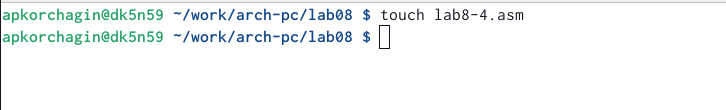 apkorchagin@dk5n59 ~/work/arch-pc/lab08 $ touch lab8-4.asm
apkorchagin@dk5n59 ~/work/arch-pc/lab08 $